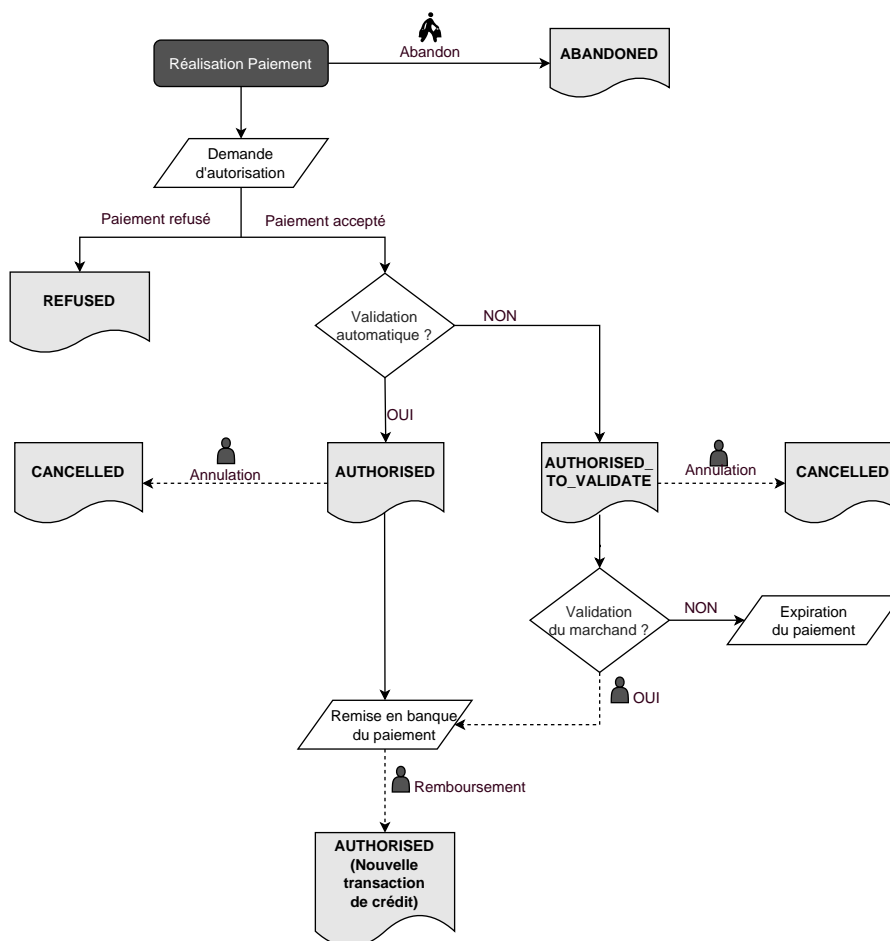 Abandon
Réalisation Paiement
ABANDONED
Demande
d'autorisation
Paiement refusé
Paiement accepté
REFUSED
Validation
automatique ?
NON
OUI
CANCELLED
Annulation
AUTHORISED
AUTHORISED_
TO_VALIDATE
Annulation
CANCELLED
Validation
du marchand ?
NON
Expiration
du paiement
OUI
Remise en banque
du paiement
Remboursement
AUTHORISED
(Nouvelle
transaction
de crédit)